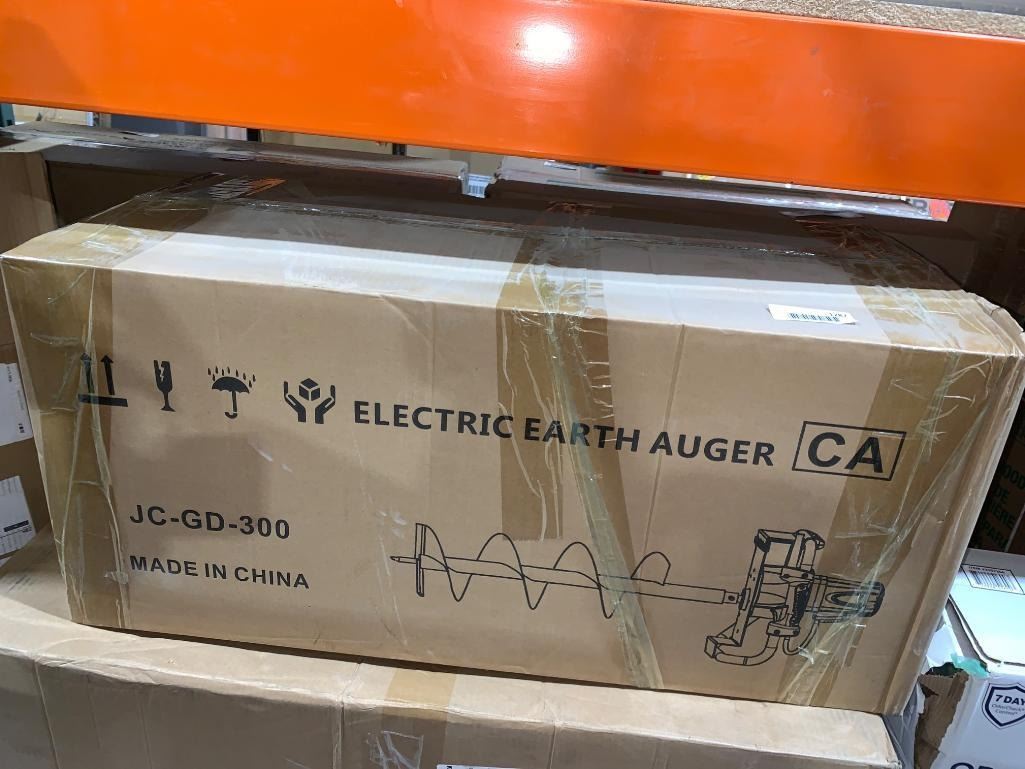 ELECTRIC EARTH AUGER CA
JC-GD-300
MADE IN CHINA
7 DAY